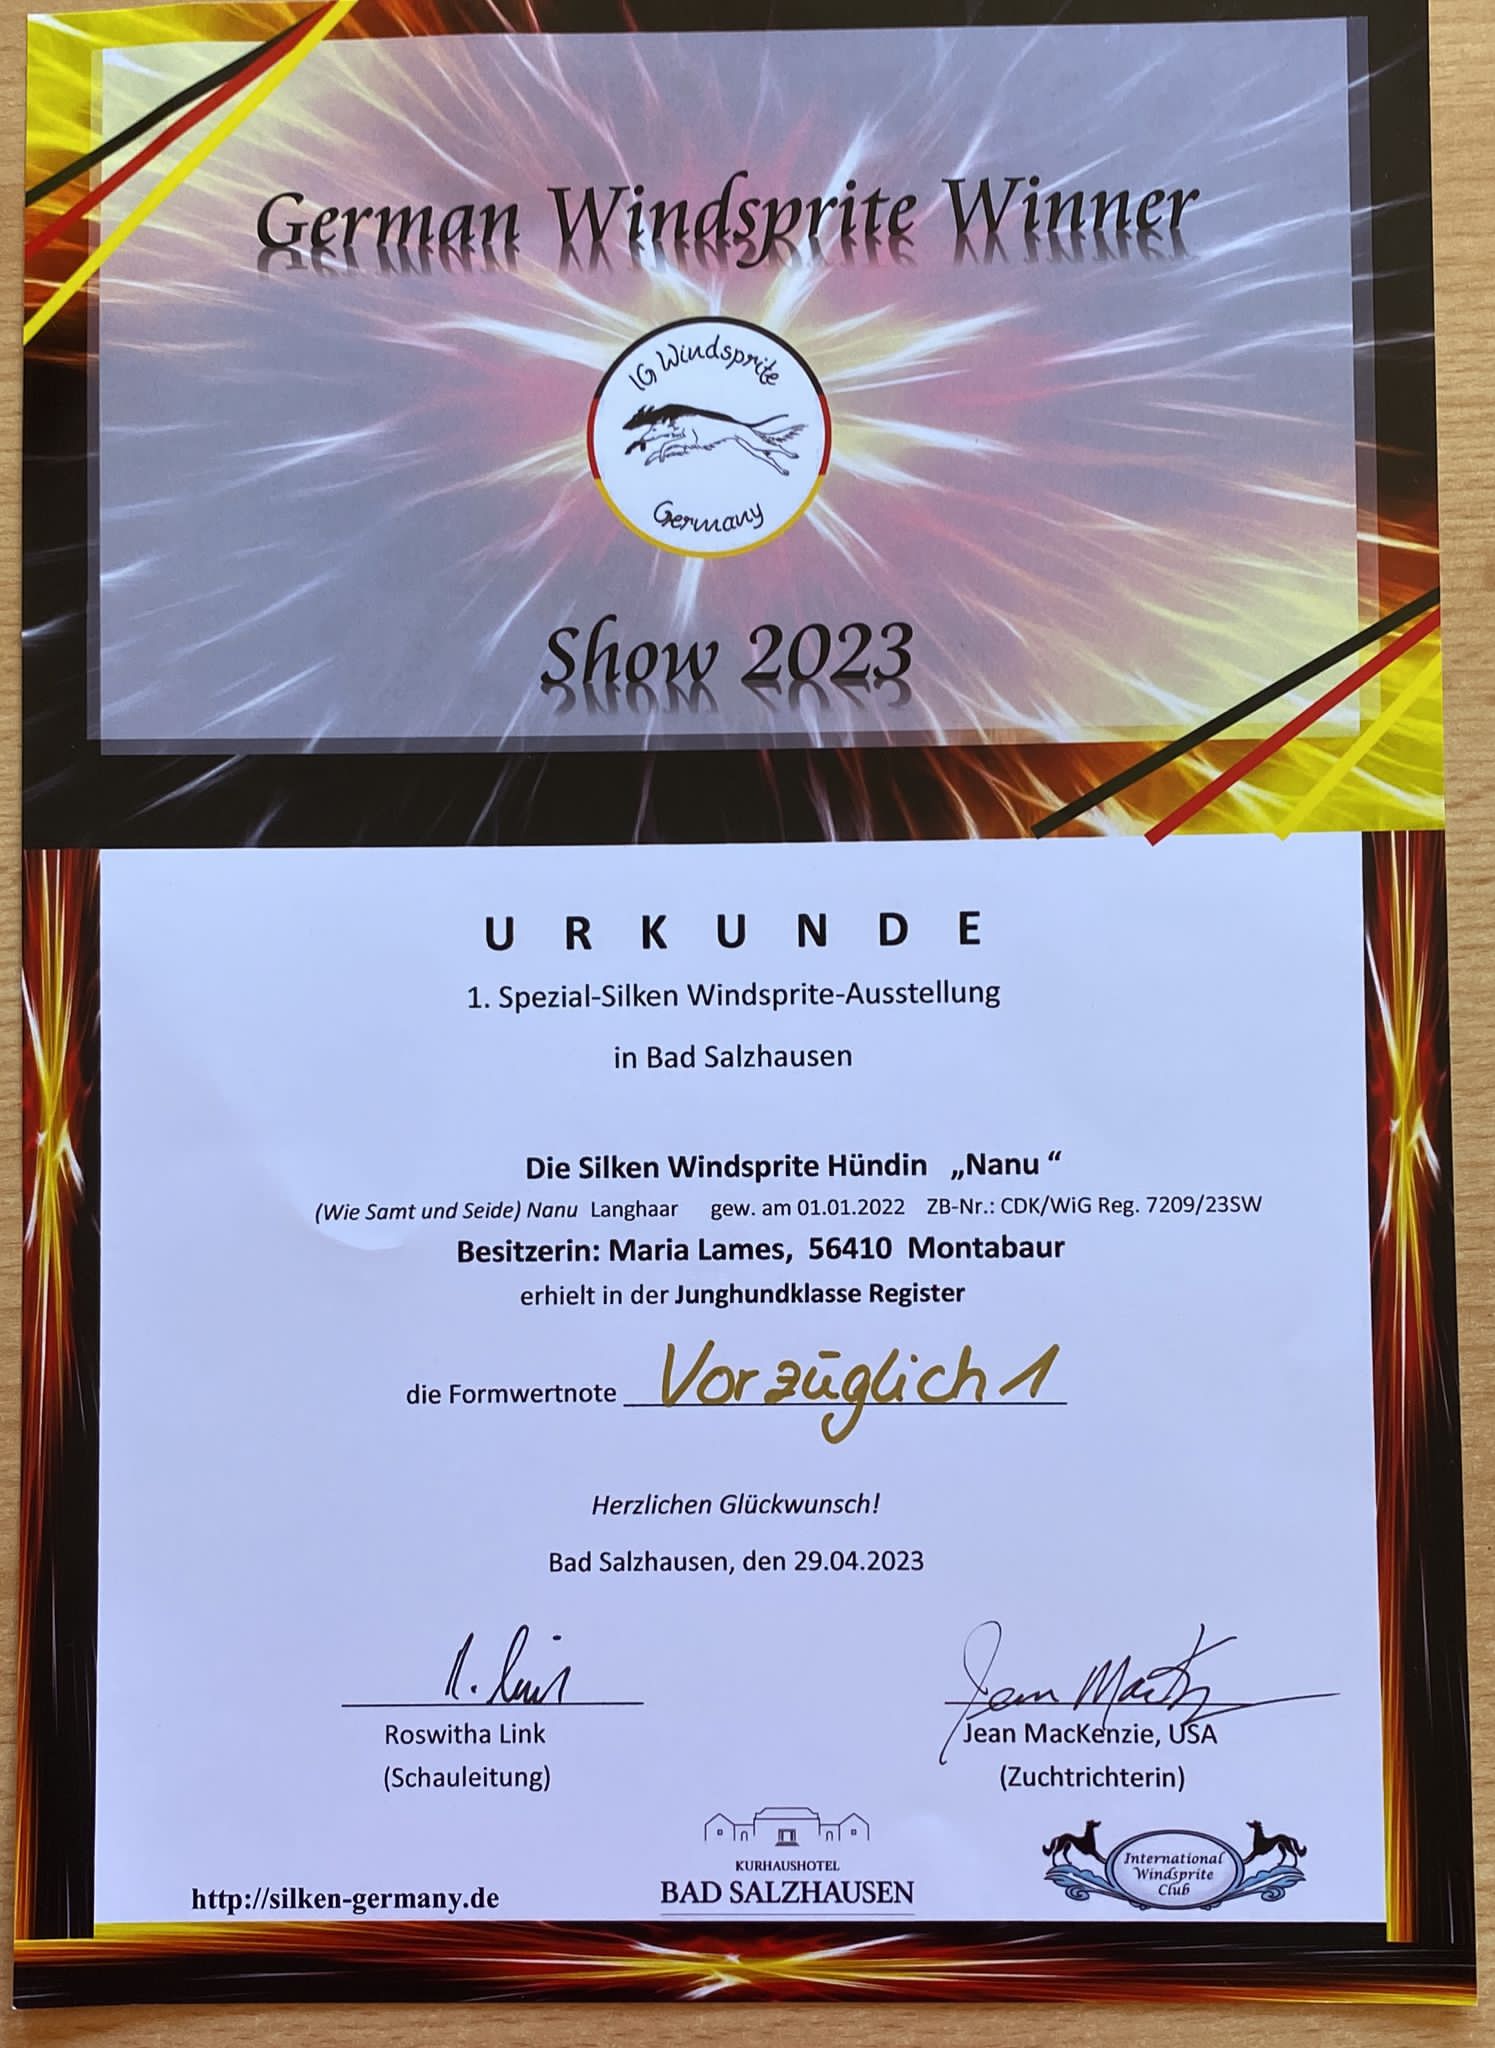 German Windsprite Winner
IG Windsprite
Germany
Show 2023
URKUNDE
1. Spezial-Silken Windsprite-Ausstellung
in Bad Salzhausen
Die Silken Windsprite Hündin „Nanu “
(Wie Samt und Seide) Nanu Langhaar gew. am 01.01.2022 ZB-Nr.: CDK/WiG Reg. 7209/23SW
Besitzerin: Maria Lames, 56410 Montabaur
erhielt in der Junghundklasse Register
die Formwertnote Vorzüglich 1
Herzlichen Glückwunsch!
Bad Salzhausen, den 29.04.2023
Roswitha Link
(Schauleitung)
Jean MacKenzie, USA
(Zuchtrichterin)
http://silken-germany.de
KURHAUSHOTEL
BAD SALZHAUSEN
International
Windsprite
Club